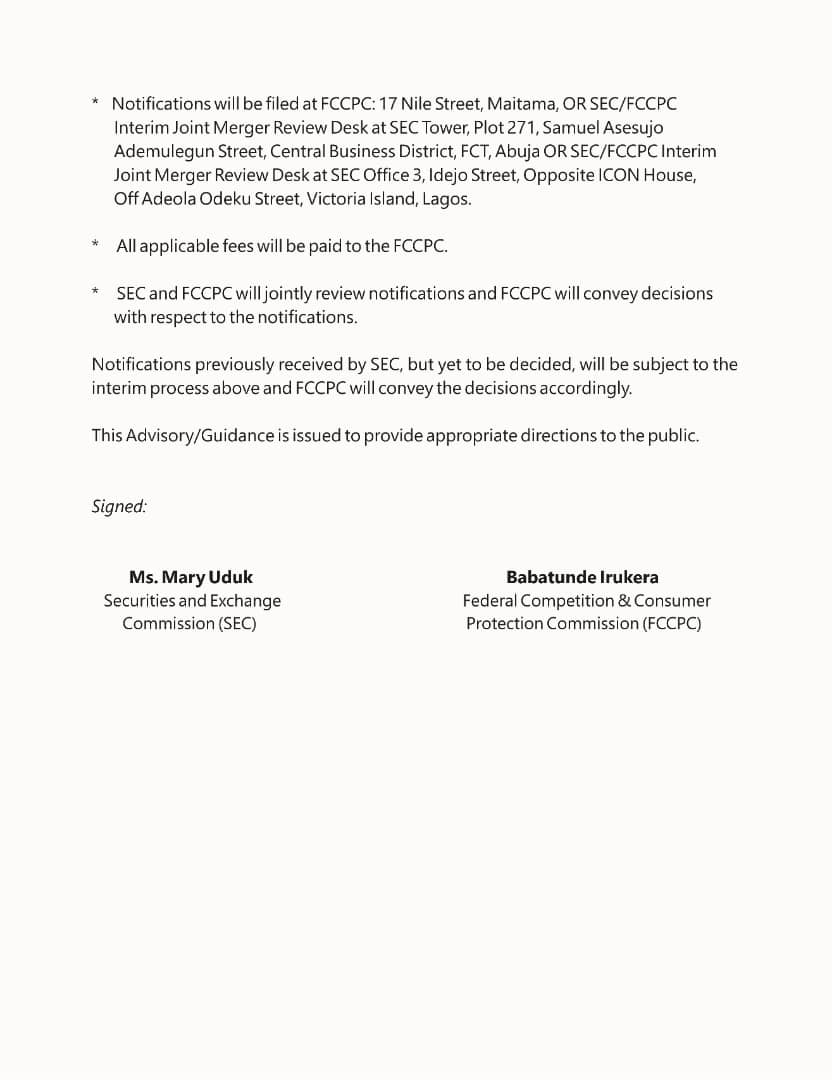 * Notifications will be filed at FCCPC: 17 Nile Street, Maitama, OR SEC/FCCPC
Interim Joint Merger Review Desk at SEC Tower, Plot 271, Samuel Asesujo
Ademulegun Street, Central Business District, FCT, Abuja OR SEC/FCCPC Interim
Joint Merger Review Desk at SEC Office 3, Idejo Street, Opposite ICON House,
Off Adeola Odeku Street, Victoria Island, Lagos.
* All applicable fees will be paid to the FCCPC.
* SEC and FCCPC will jointly review notifications and FCCPC will convey decisions
with respect to the notifications.
Notifications previously received by SEC, but yet to be decided, will be subject to the
interim process above and FCCPC will convey the decisions accordingly.
This Advisory/Guidance is issued to provide appropriate directions to the public.
Signed:
Ms. Mary Uduk
Securities and Exchange
Commission (SEC)
Babatunde Irukera
Federal Competition & Consumer
Protection Commission (FCCPC)